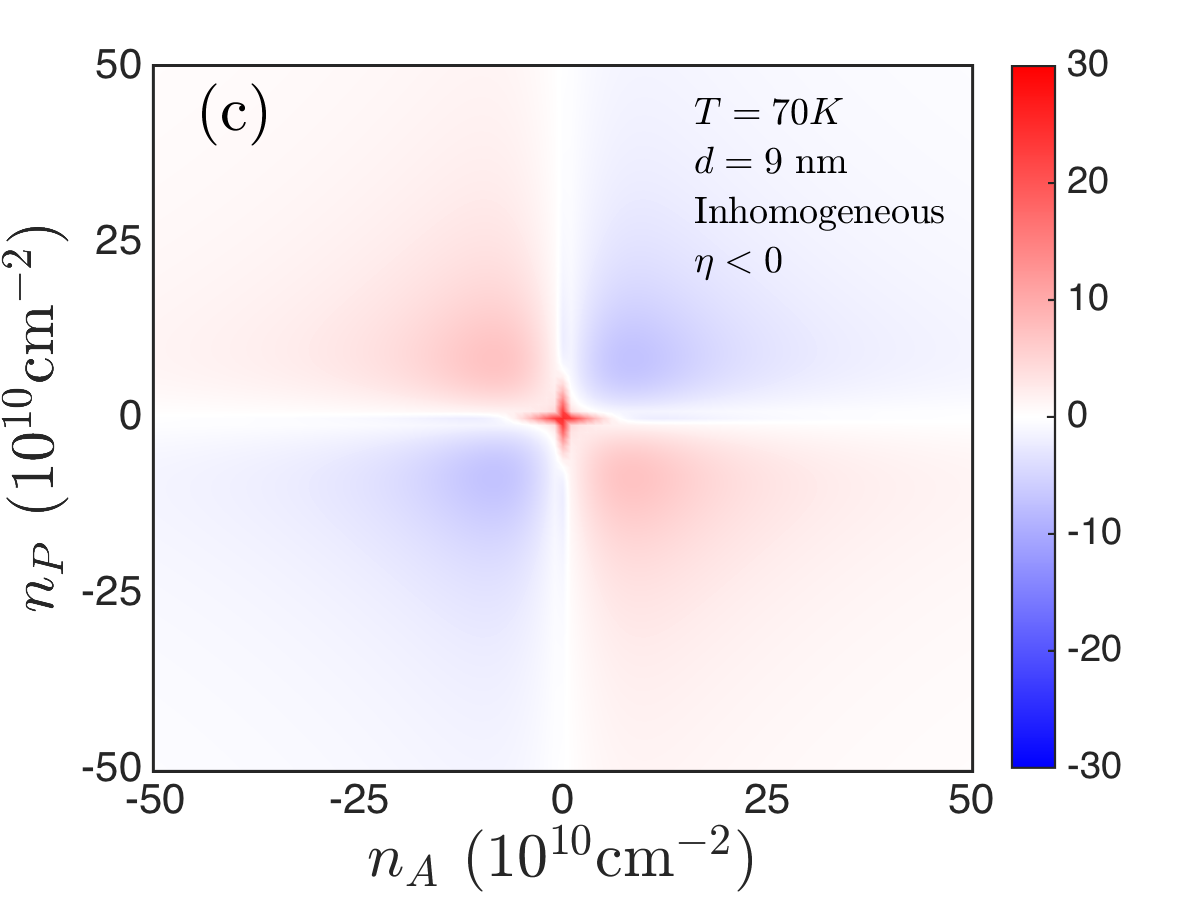 (c)
T = 70K
d = 9 nm
Inhomogeneous
η < 0
50
25
0
-25
-50
n_P (10^{10}cm^{-2})
-50 -25 0 25 50
n_A (10^{10}cm^{-2})
30
20
10
0
-10
-20
-30